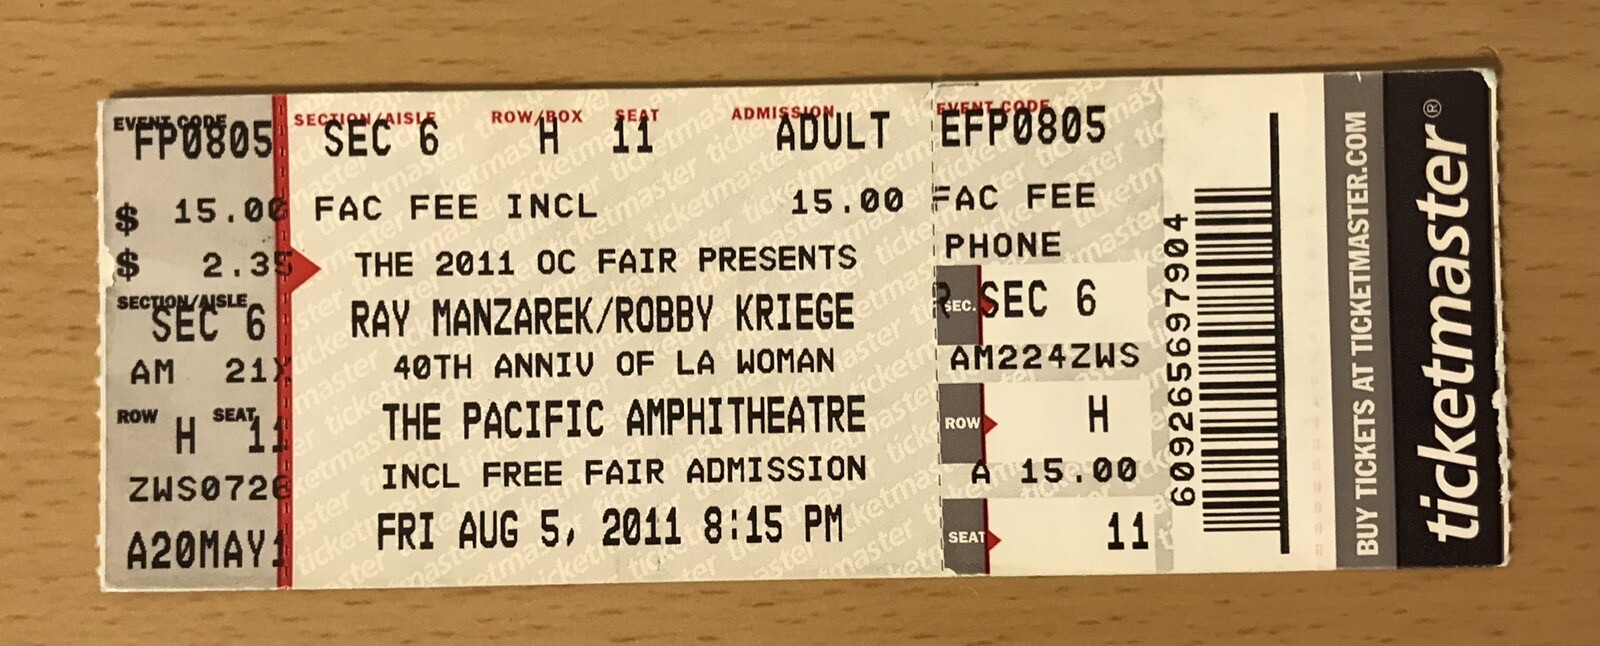 EVENT CODE
FP0805
$ 15.00
$ 2.35
SECTION/AISLE
SEC 6
AM 21X
ROW SEAT
H 11
ZWS0726
A20MAY1
SECTION/AISLE ROW/BOX SEAT ADMISSION
SEC 6 H 11 ADULT
FAC FEE INCL 15.00
THE 2011 OC FAIR PRESENTS
RAY MANZAREK/ROBBY KRIEGER
40TH ANNIV OF LA WOMAN
THE PACIFIC AMPHITHEATRE
INCL FREE FAIR ADMISSION
FRI AUG 5, 2011 8:15 PM
EVENT CODE
EFP0805
FAC FEE
PHONE
SEC. SEC 6
AM224ZWS
ROW H
A 15.00
SEAT 11
609265697904
BUY TICKETS AT TICKETMASTER.COM
ticketmaster®